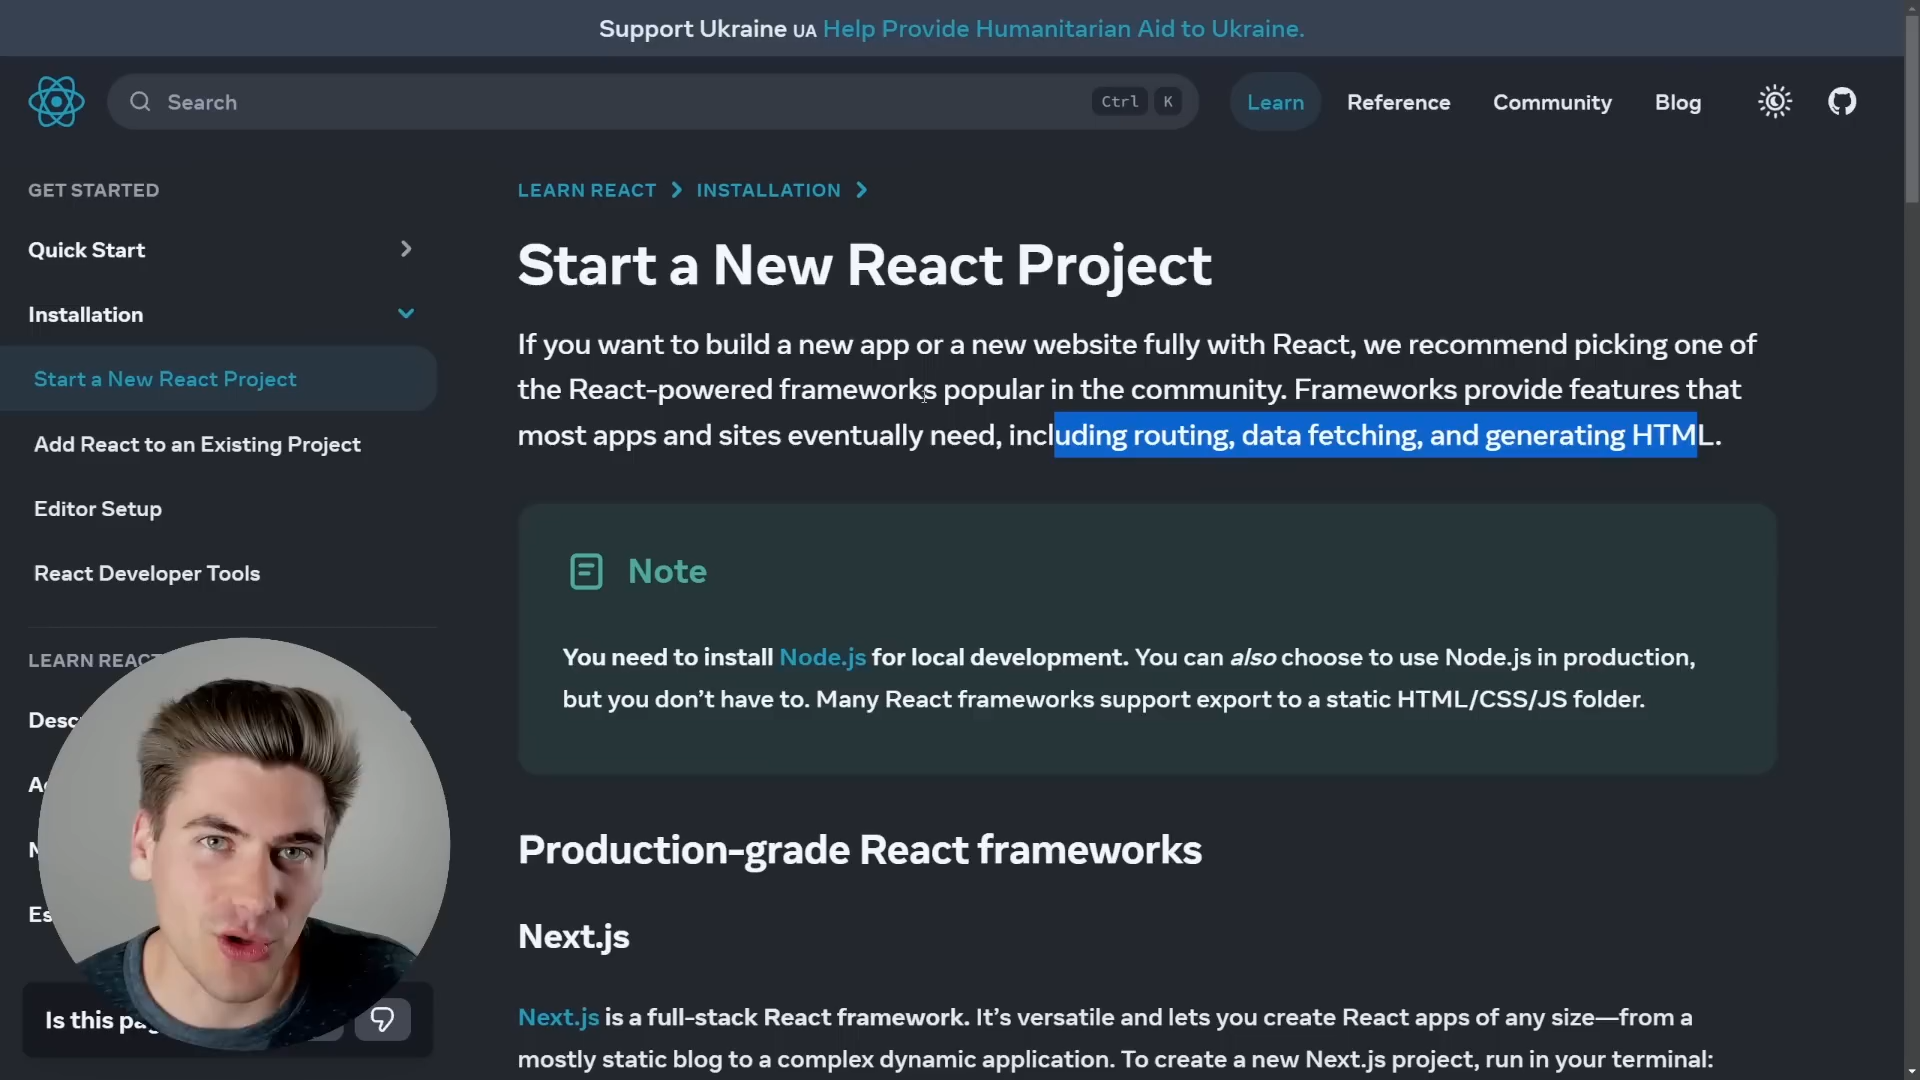 Support Ukraine UA Help Provide Humanitarian Aid to Ukraine.
Search
Ctrl K
Learn
Reference
Community
Blog
GET STARTED
Quick Start
Installation
Start a New React Project
Add React to an Existing Project
Editor Setup
React Developer Tools
LEARN REACT
Is this
LEARN REACT
INSTALLATION
Start a New React Project
If you want to build a new app or a new website fully with React, we recommend picking one of
the React-powered frameworks popular in the community. Frameworks provide features that
most apps and sites eventually need, including routing, data fetching, and generating HTML.
Note
You need to install Node.js for local development. You can also choose to use Node.js in production,
but you don’t have to. Many React frameworks support export to a static HTML/CSS/JS folder.
Production-grade React frameworks
Next.js
Next.js is a full-stack React framework. It’s versatile and lets you create React apps of any size—from a
mostly static blog to a complex dynamic application. To create a new Next.js project, run in your terminal: